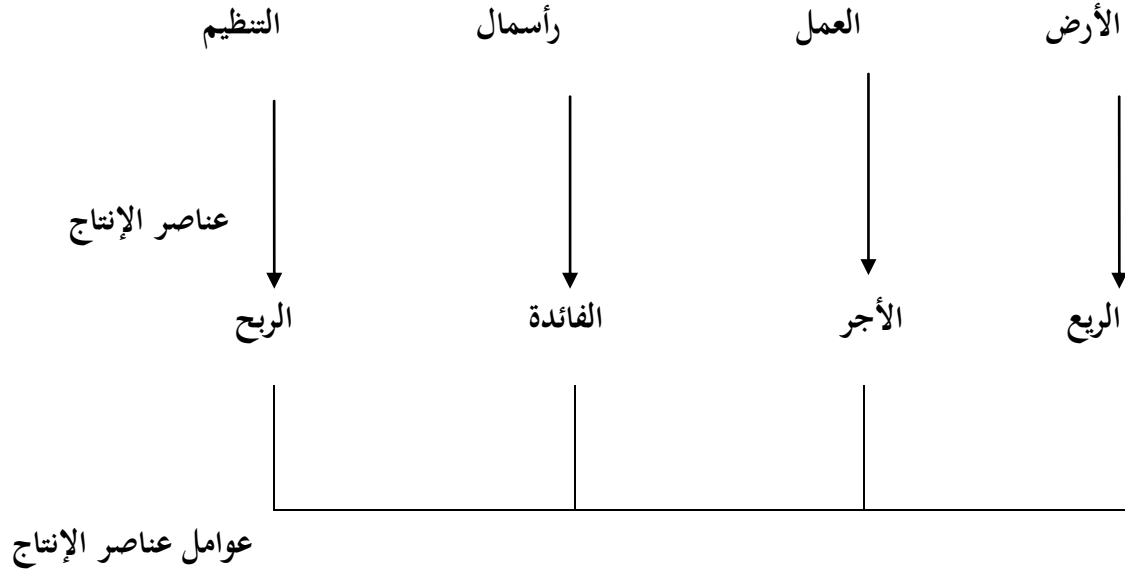 الأرض العمل رأسمال التنظيم
عناصر الإنتاج
الريع الأجر الفائدة الربح
عوامل عناصر الإنتاج